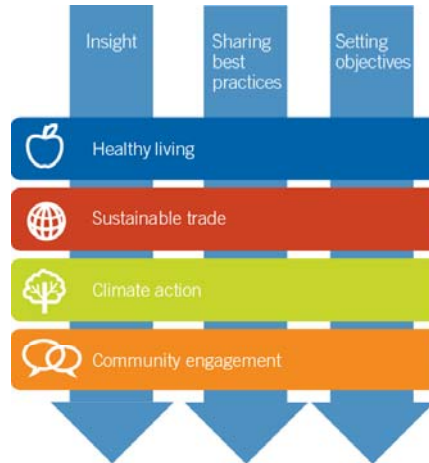 Insight
Sharing
best
practices
Setting
objectives
Healthy living
Sustainable trade
Climate action
Community engagement